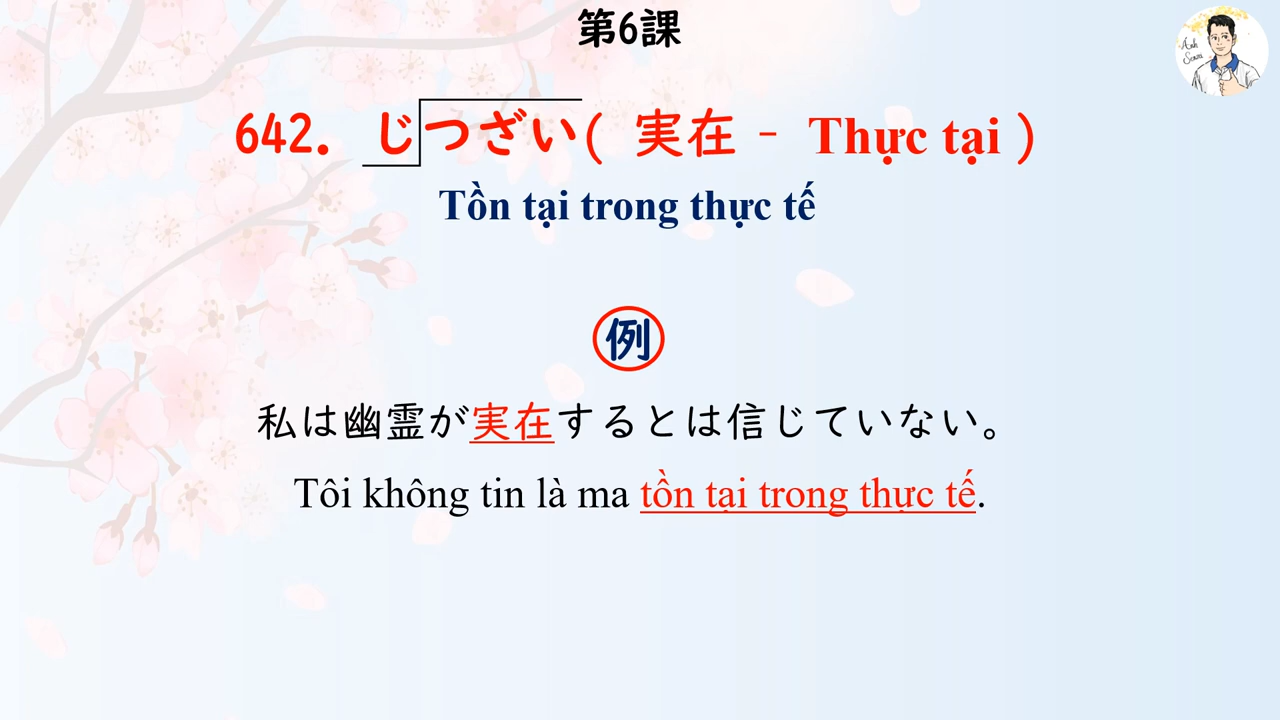 第6課
Anh Sensei
642. じつざい( 実在 - Thực tại )
Tồn tại trong thực tế
例
私は幽霊が実在するとは信じていない。
Tôi không tin là ma tồn tại trong thực tế.